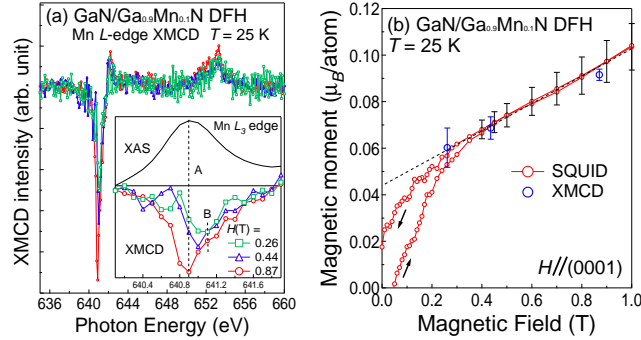 (a) GaN/Ga0.9Mn0.1N DFH
Mn L-edge XMCD T = 25 K
XMCD intensity (arb. unit)
Mn L3 edge
XAS
A
B
H(T) =
0.26
0.44
0.87
XMCD
640.4 640.8 641.2 641.6
636 640 644 648 652 656 660
Photon Energy (eV)
(b) GaN/Ga0.9Mn0.1N DFH
T = 25 K
Magnetic moment (μB/atom)
0.12
0.10
0.08
0.06
0.04
0.02
0
SQUID
XMCD
H//(0001)
0.0 0.2 0.4 0.6 0.8 1.0
Magnetic Field (T)